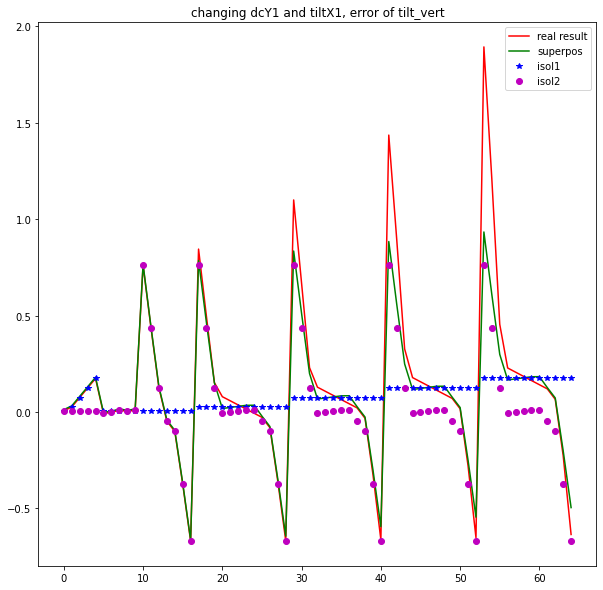 changing dcY1 and tiltX1, error of tilt_vert
real result
superpos
isol1
isol2
2.0
1.5
1.0
0.5
0.0
−0.5
0
10
20
30
40
50
60